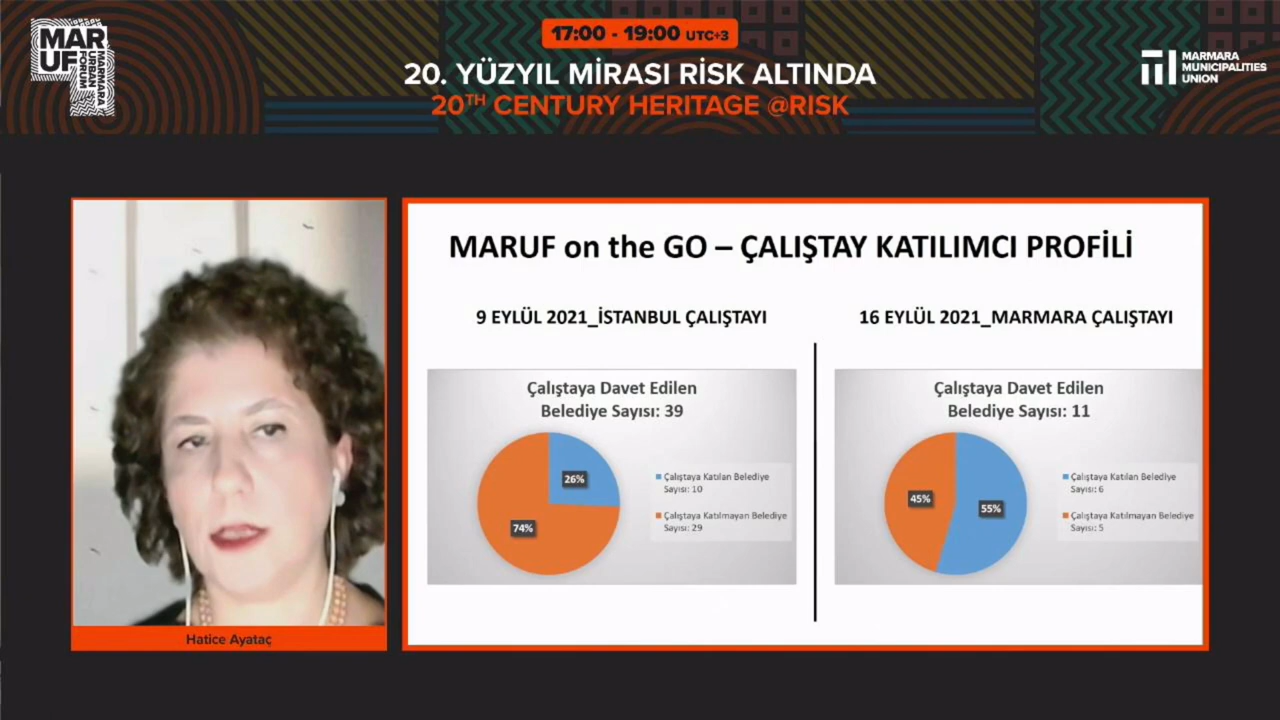 MAR
UF
MARMARA
URBAN
FORUM
17:00 - 19:00 UTC+3
20. YÜZYIL MİRASI RİSK ALTINDA
20TH CENTURY HERITAGE @RISK
MARMARA
MUNICIPALITIES
UNION
MARUF on the GO – ÇALIŞTAY KATILIMCI PROFİLİ
9 EYLÜL 2021_İSTANBUL ÇALIŞTAYI
Çalıştaya Davet Edilen
Belediye Sayısı: 39
26%
74%
Çalıştaya Katılan Belediye
Sayısı: 10
Çalıştaya Katılmayan Belediye
Sayısı: 29
16 EYLÜL 2021_MARMARA ÇALIŞTAYI
Çalıştaya Davet Edilen
Belediye Sayısı: 11
45%
55%
Çalıştaya Katılan Belediye
Sayısı: 6
Çalıştaya Katılmayan Belediye
Sayısı: 5
Hatice Ayataç